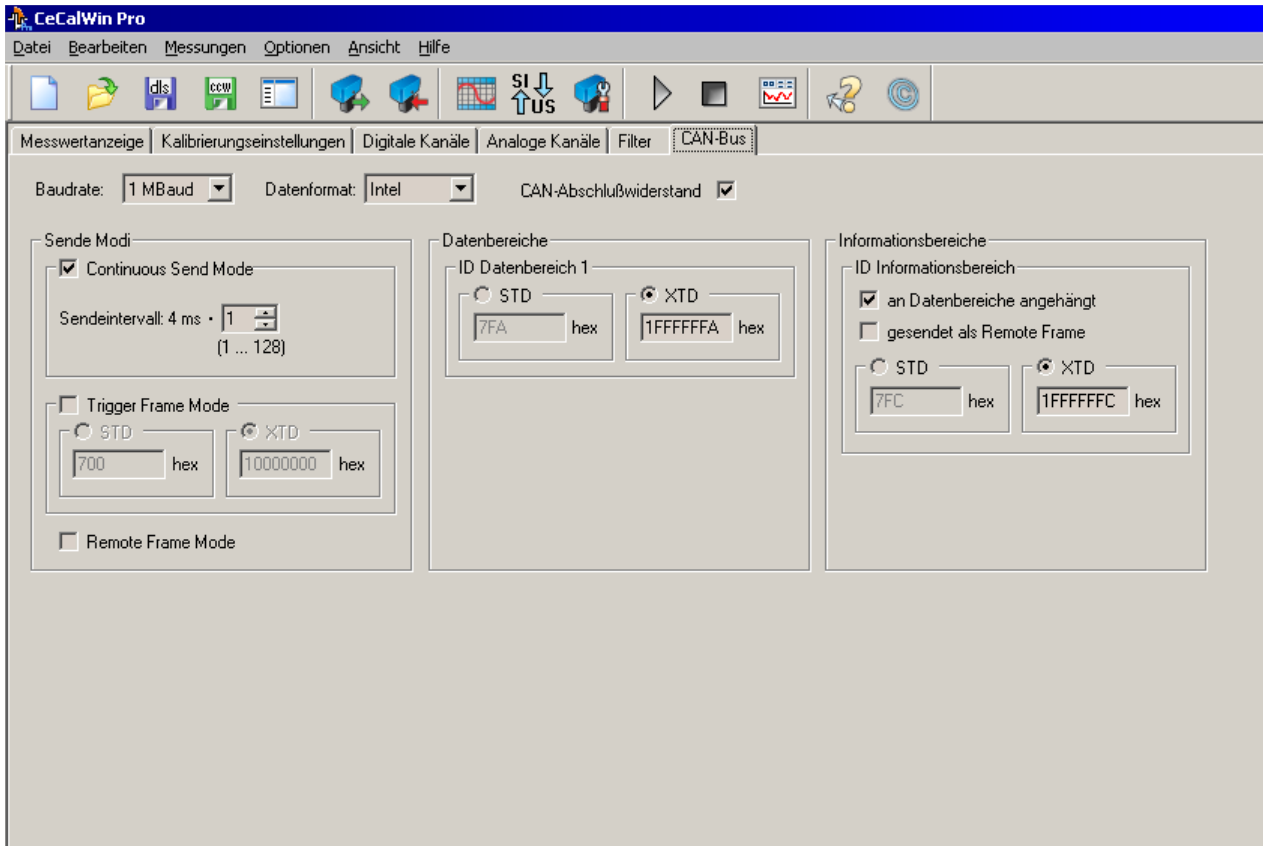 CeCalWin Pro
Datei Bearbeiten Messungen Optionen Ansicht Hilfe
dls ccw SI US
Messwertanzeige Kalibrierungseinstellungen Digitale Kanäle Analoge Kanäle Filter CAN-Bus
Baudrate: 1 MBaud Datenformat: Intel CAN-Abschlußwiderstand
Sende Modi
Continuous Send Mode
Sendeintervall: 4 ms · 1
(1 ... 128)
Trigger Frame Mode
STD XTD
700 hex 10000000 hex
Remote Frame Mode
Datenbereiche
ID Datenbereich 1
STD XTD
7FA hex 1FFFFFFA hex
Informationsbereiche
ID Informationsbereich
an Datenbereiche angehängt
gesendet als Remote Frame
STD XTD
7FC hex 1FFFFFFC hex